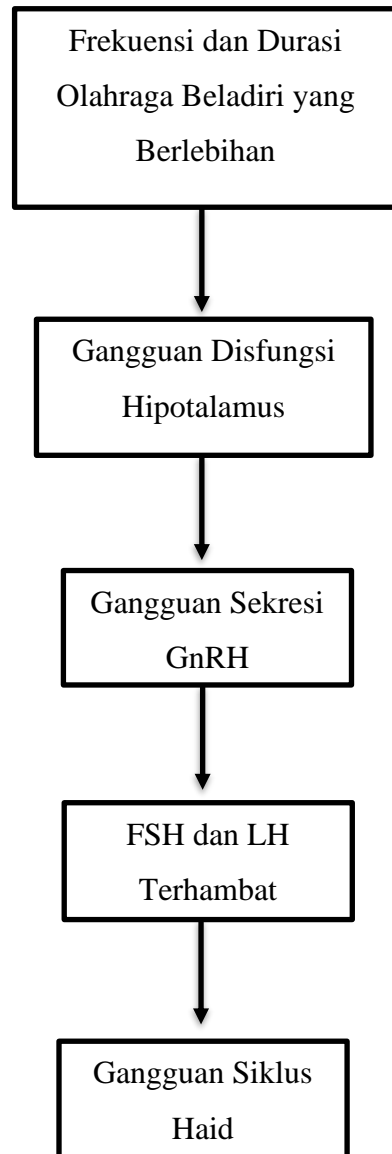 Frekuensi dan Durasi
Olahraga Beladiri yang
Berlebihan
Gangguan Disfungsi
Hipotalamus
Gangguan Sekresi
GnRH
FSH dan LH
Terhambat
Gangguan Siklus
Haid